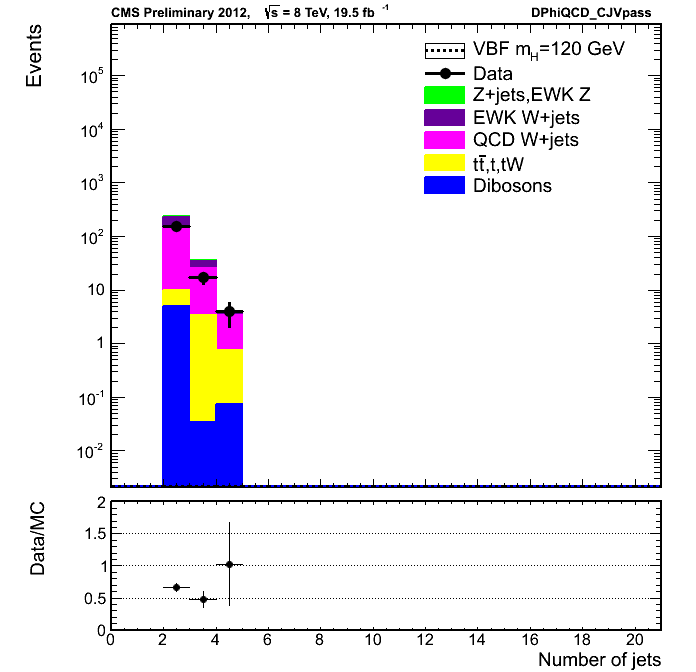 CMS Preliminary 2012, √s = 8 TeV, 19.5 fb⁻¹ DPhiQCD_CJVpass
Events
VBF m_H=120 GeV
Data
Z+jets,EWK Z
EWK W+jets
QCD W+jets
tt̄,t,tW
Dibosons
10⁵
10⁴
10³
10²
10
1
10⁻¹
10⁻²
Data/MC
2
1.5
1
0.5
0
0 2 4 6 8 10 12 14 16 18 20
Number of jets